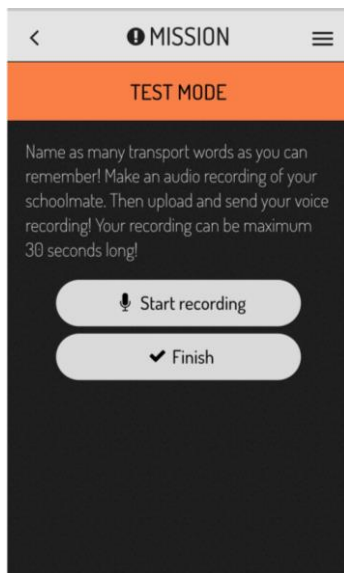 MISSION
TEST MODE
Name as many transport words as you can
remember! Make an audio recording of your
schoolmate. Then upload and send your voice
recording! Your recording can be maximum
30 seconds long!
Start recording
Finish